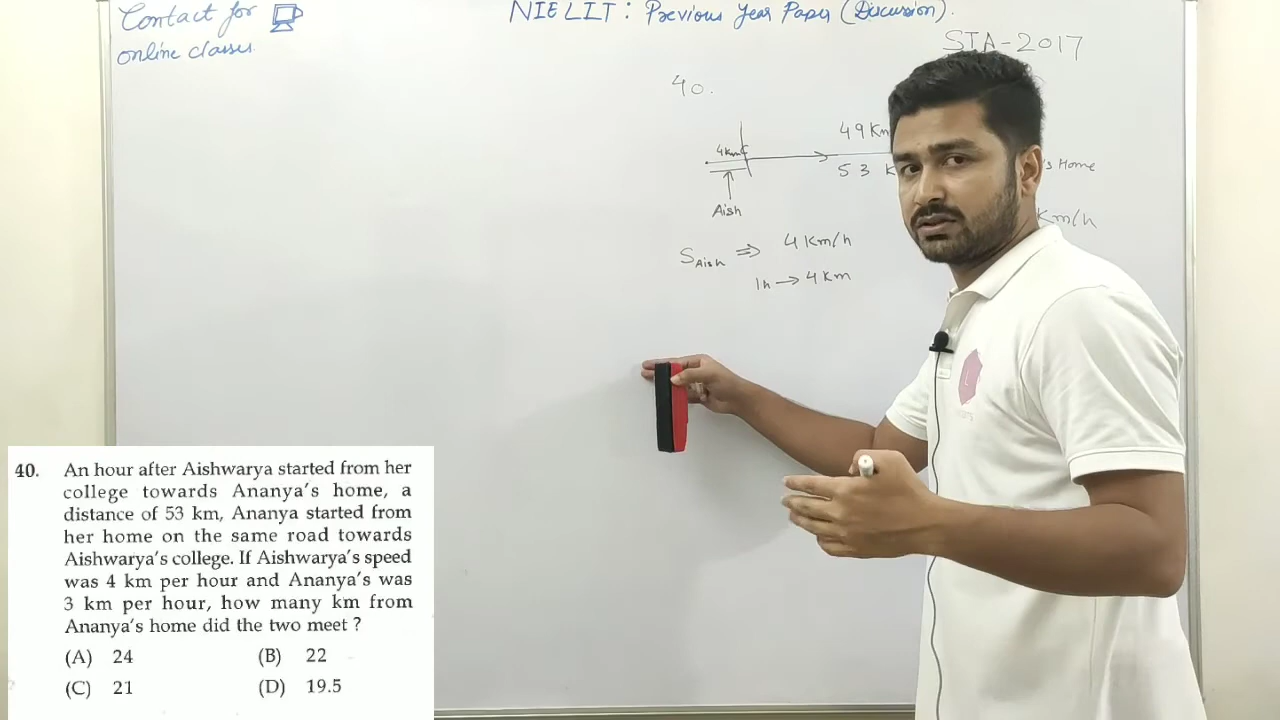 Contact for
online classes
NIELIT : Previous Year Paper (Discussion).
STA-2017
40.
49 Km
4km
53 K
's Home
Aish
Km/h
S Aish ⇒ 4 Km/h
1h → 4 Km
40. An hour after Aishwarya started from her
college towards Ananya's home, a
distance of 53 km, Ananya started from
her home on the same road towards
Aishwarya's college. If Aishwarya's speed
was 4 km per hour and Ananya's was
3 km per hour, how many km from
Ananya's home did the two meet ?
(A) 24 (B) 22
(C) 21 (D) 19.5